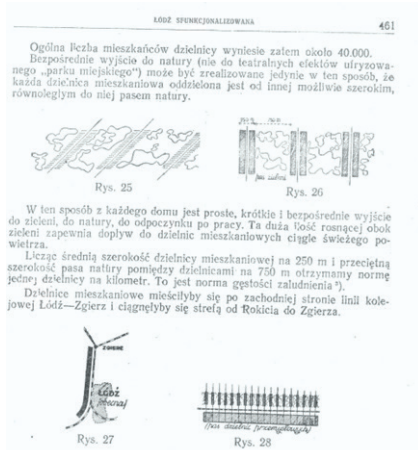 ŁÓDŹ SFUNKCJONALIZOWANA 461
Ogólna liczba mieszkańców dzielnicy wyniesie zatem około 40.000.
Bezpośrednie wyjście do natury (nie do teatralnych efektów ufryzowa-
nego „parku miejskiego") może być zrealizowane jedynie w ten sposób, że
każda dzielnica mieszkaniowa oddzielona jest od innej możliwie szerokim,
równoległym do niej pasem natury.
Rys. 25
Rys. 26
W ten sposób z każdego domu jest proste, krótkie i bezpośrednie wyjście
do zieleni, do natury, do odpoczynku po pracy. Ta duża ilość rosnącej obok
zieleni zapewnia dopływ do dzielnic mieszkaniowych ciągle świeżego po-
wietrza.
Licząc średnią szerokość dzielnicy mieszkaniowej na 250 m i przeciętną
szerokość pasa natury pomiędzy dzielnicami na 750 m otrzymamy normę
jednej dzielnicy na kilometr. To jest norma gęstości zaludnienia ⁵).
Dzielnice mieszkaniowe mieściłyby się po zachodniej stronie linii kole-
jowej Łódź—Zgierz i ciągnęłyby się strefą od Rokicia do Zgierza.
ZGIERZ
ŁÓDŹ
(obecna)
Rys. 27
Rys. 28